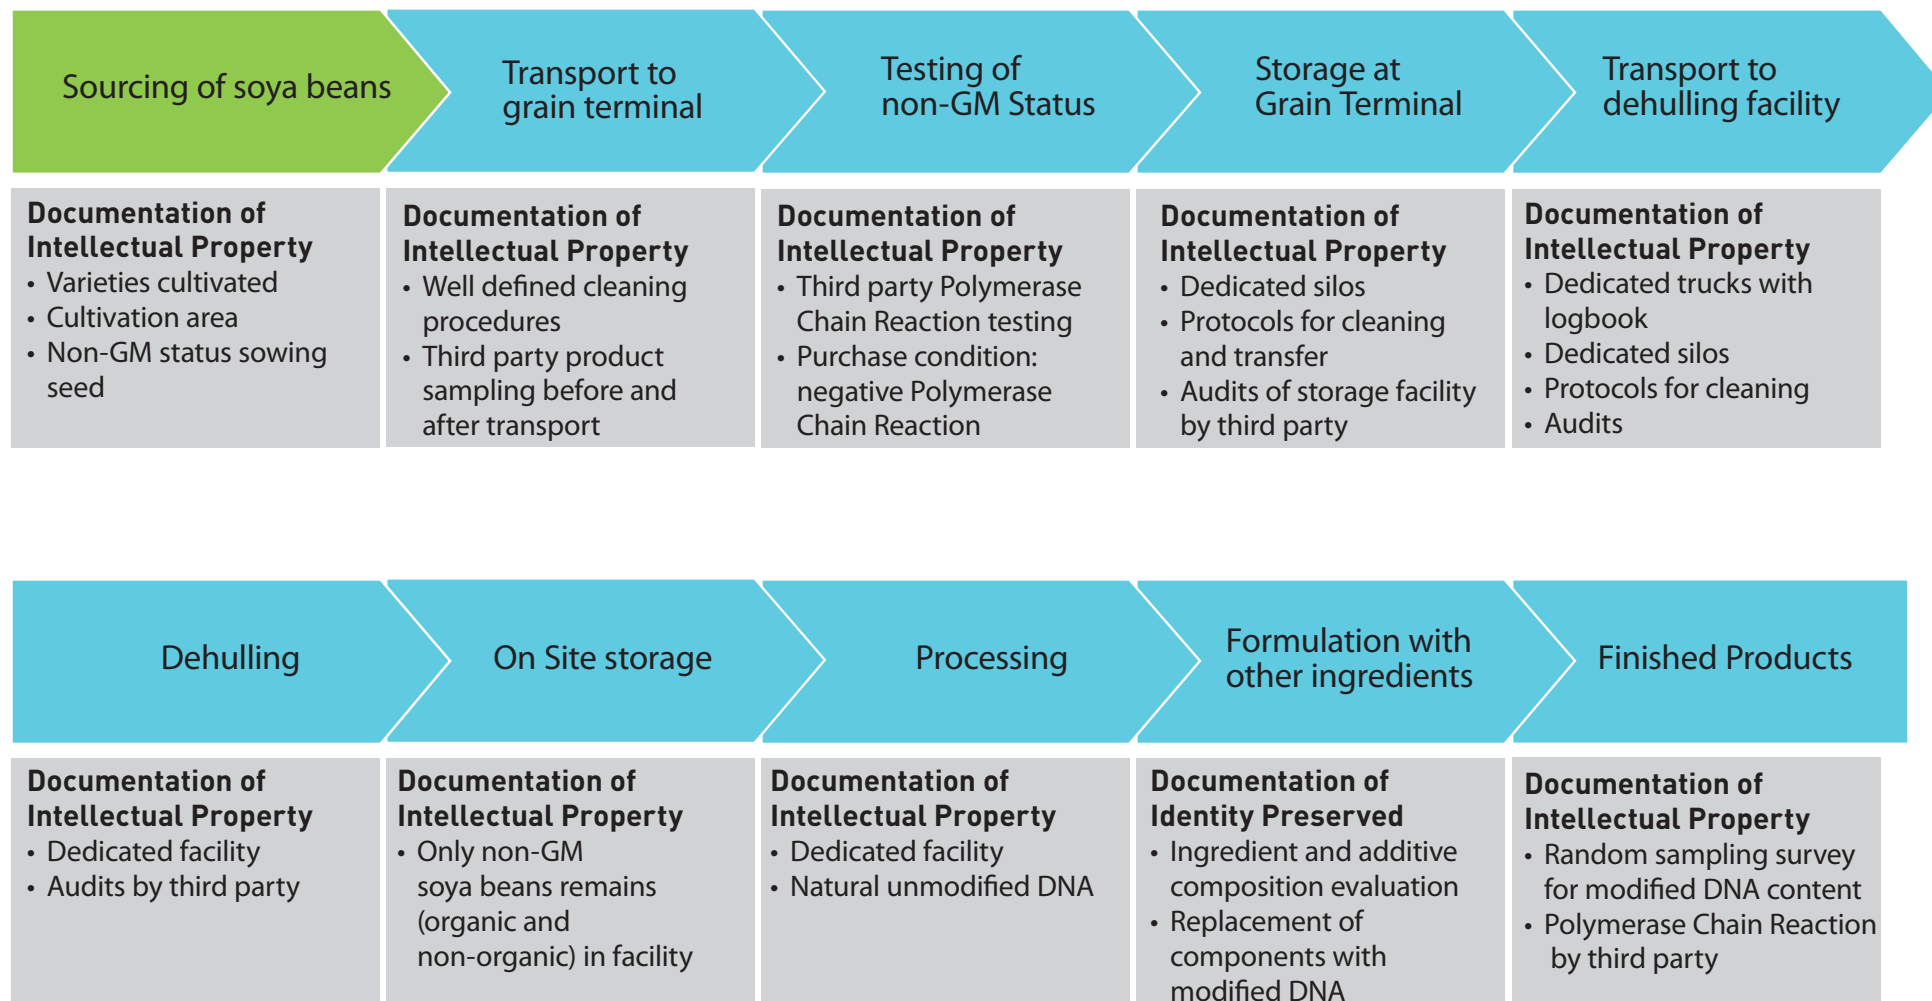 Sourcing of soya beans
Transport to
grain terminal
Testing of
non-GM Status
Storage at
Grain Terminal
Transport to
dehulling facility
Documentation of
Intellectual Property
• Varieties cultivated
• Cultivation area
• Non-GM status sowing
seed
Documentation of
Intellectual Property
• Well defined cleaning
procedures
• Third party product
sampling before and
after transport
Documentation of
Intellectual Property
• Third party Polymerase
Chain Reaction testing
• Purchase condition:
negative Polymerase
Chain Reaction
Documentation of
Intellectual Property
• Dedicated silos
• Protocols for cleaning
and transfer
• Audits of storage facility
by third party
Documentation of
Intellectual Property
• Dedicated trucks with
logbook
• Dedicated silos
• Protocols for cleaning
• Audits
Dehulling
On Site storage
Processing
Formulation with
other ingredients
Finished Products
Documentation of
Intellectual Property
• Dedicated facility
• Audits by third party
Documentation of
Intellectual Property
• Only non-GM
soya beans remains
(organic and
non-organic) in facility
Documentation of
Intellectual Property
• Dedicated facility
• Natural unmodified DNA
Documentation of
Identity Preserved
• Ingredient and additive
composition evaluation
• Replacement of
components with
modified DNA
Documentation of
Intellectual Property
• Random sampling survey
for modified DNA content
• Polymerase Chain Reaction
by third party